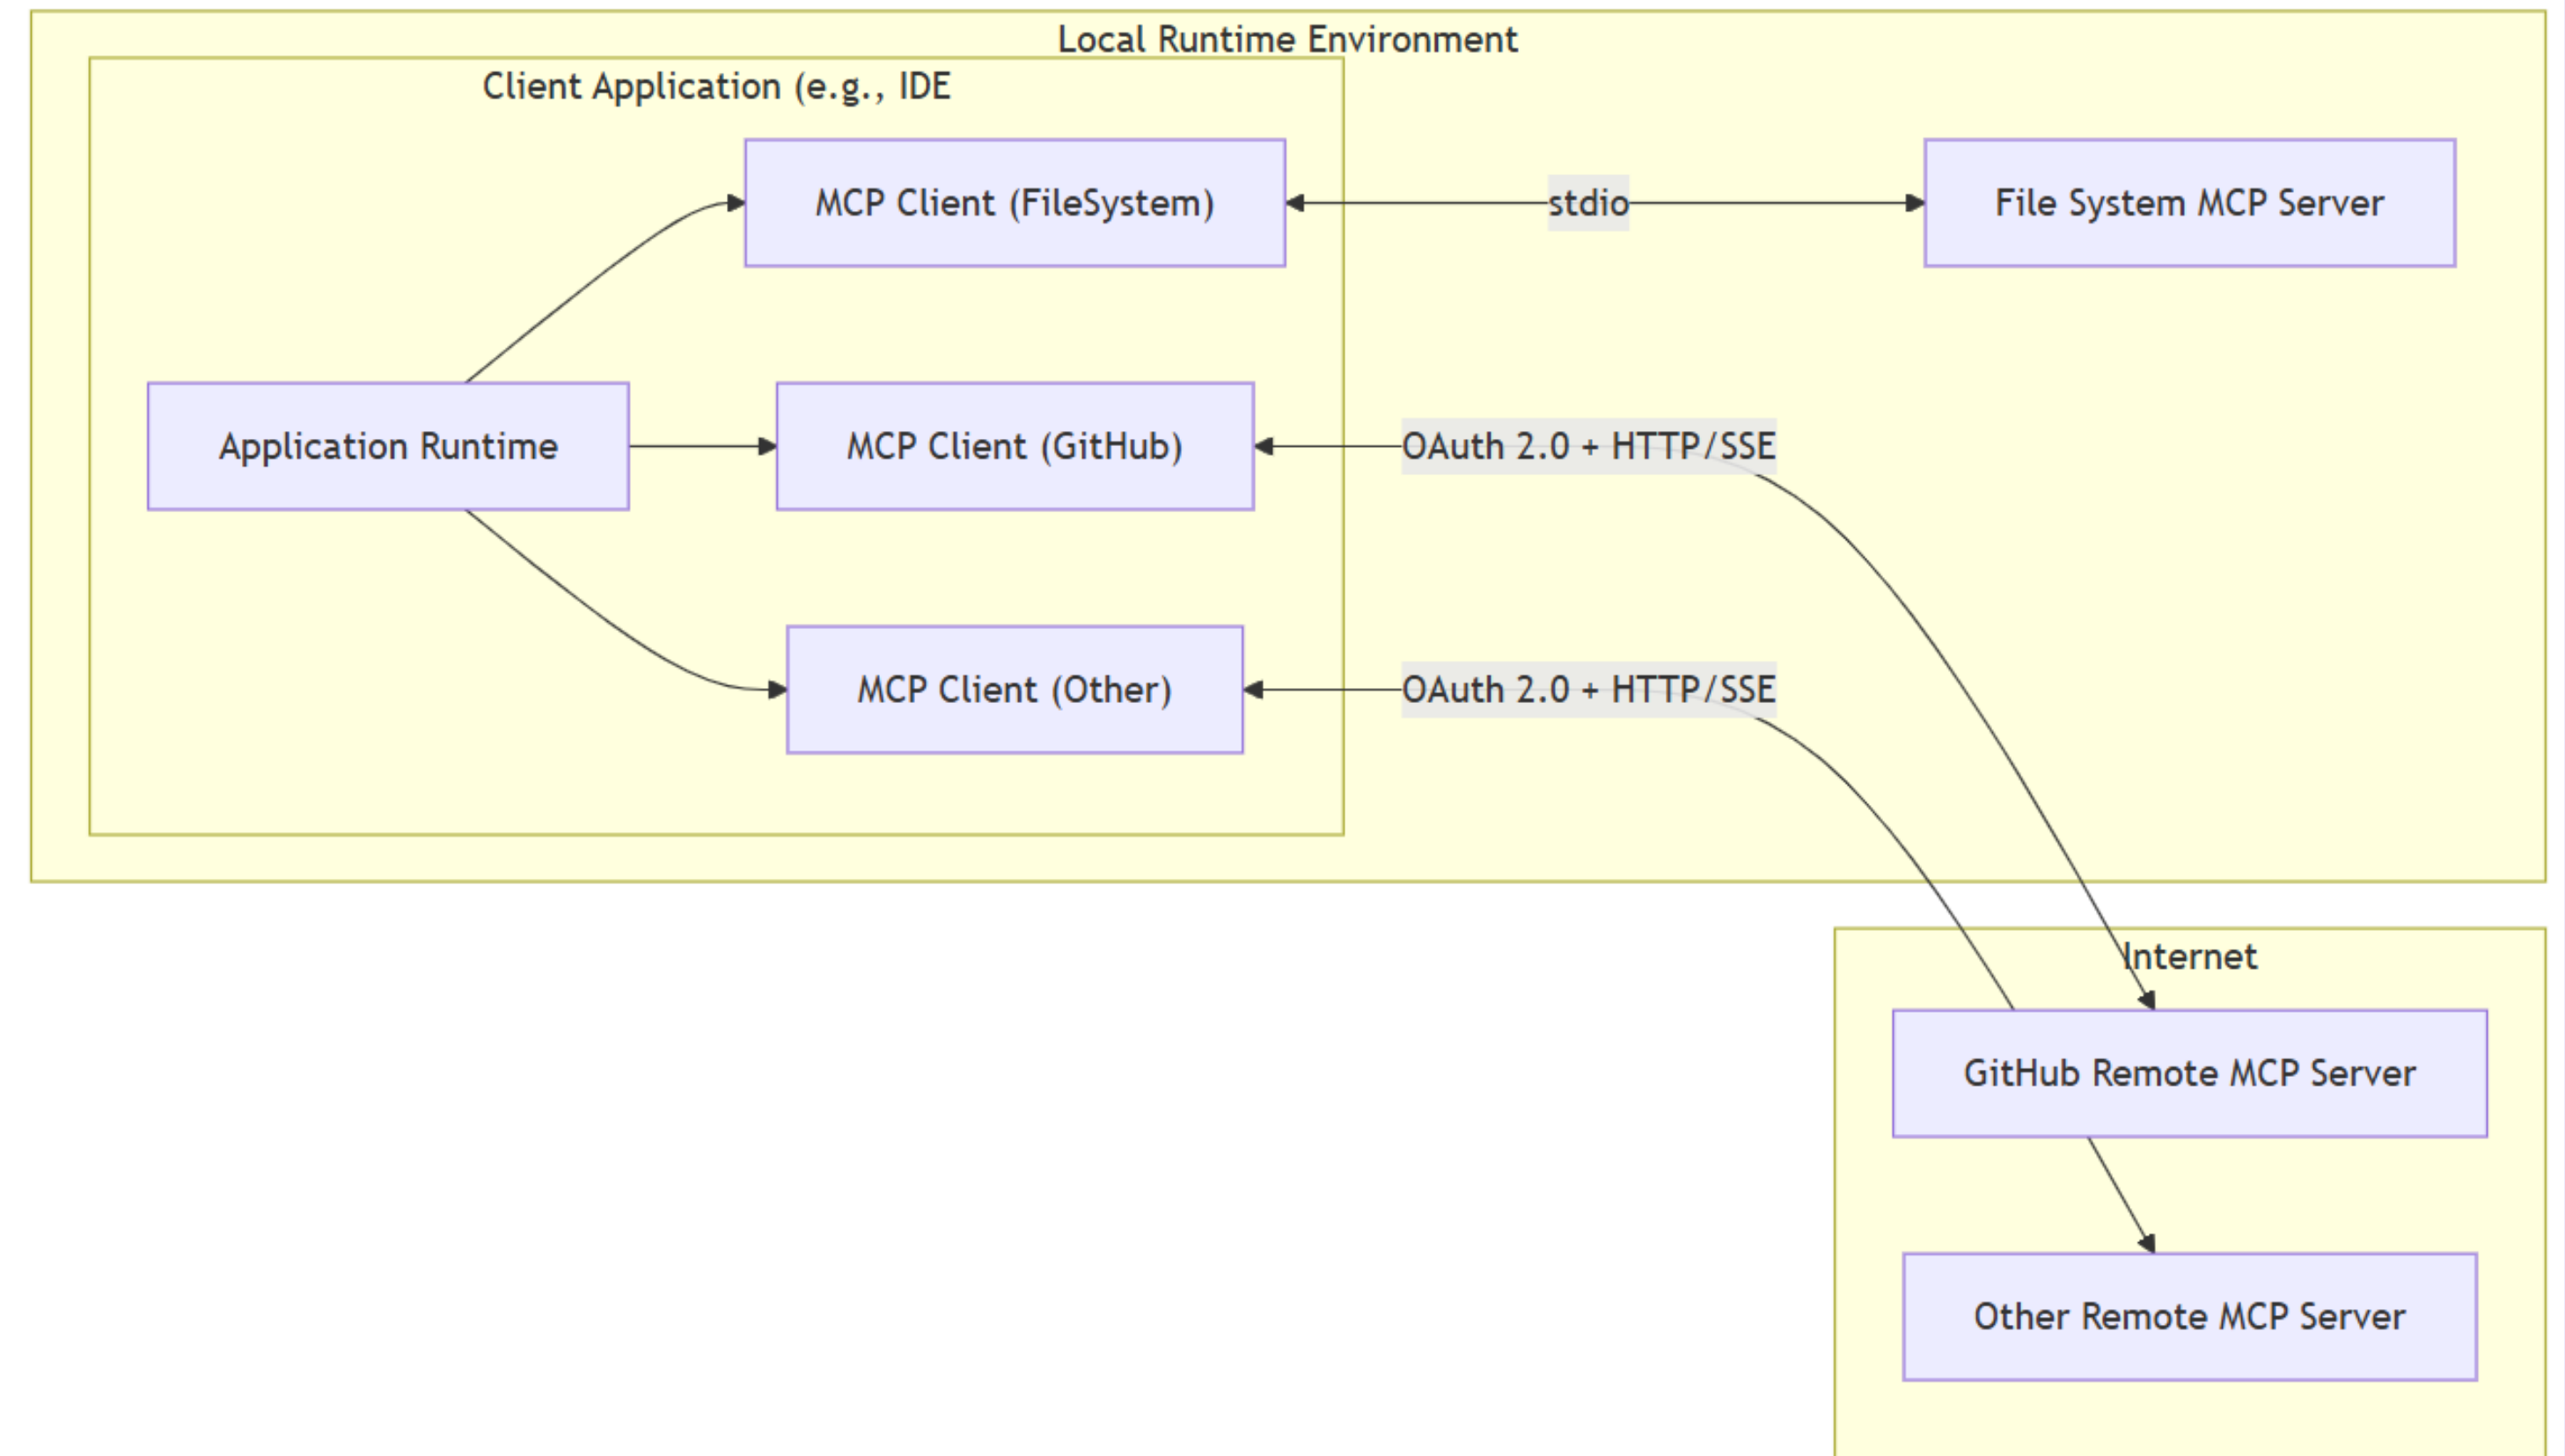 Local Runtime Environment
Client Application (e.g., IDE
MCP Client (FileSystem)
stdio
File System MCP Server
Application Runtime
MCP Client (GitHub)
OAuth 2.0 + HTTP/SSE
MCP Client (Other)
OAuth 2.0 + HTTP/SSE
Internet
GitHub Remote MCP Server
Other Remote MCP Server